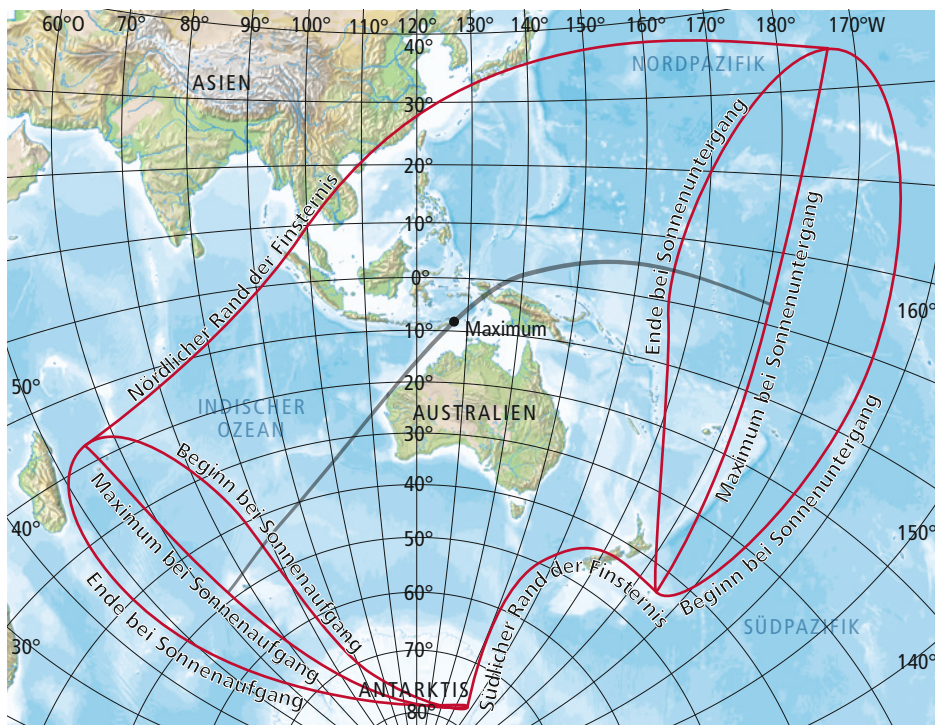 60°O 70° 80° 90° 100° 110° 120° 130° 140° 150° 160° 170° 180° 170°W
40°
NORDPAZIFIK
ASIEN
30°
20°
Nördlicher Rand der Finsternis
Ende bei Sonnenuntergang
Maximum bei Sonnenuntergang
10°
0°
160°
Maximum
10°
50°
20°
INDISCHER
OZEAN
AUSTRALIEN
30°
Beginn bei Sonnenaufgang
Maximum bei Sonnenaufgang
Ende bei Sonnenaufgang
Beginn bei Sonnenuntergang
40°
40°
50°
150°
60°
Südlicher Rand der Finsternis
SÜDPAZIFIK
30°
70°
140°
ANTARKTIS
80°